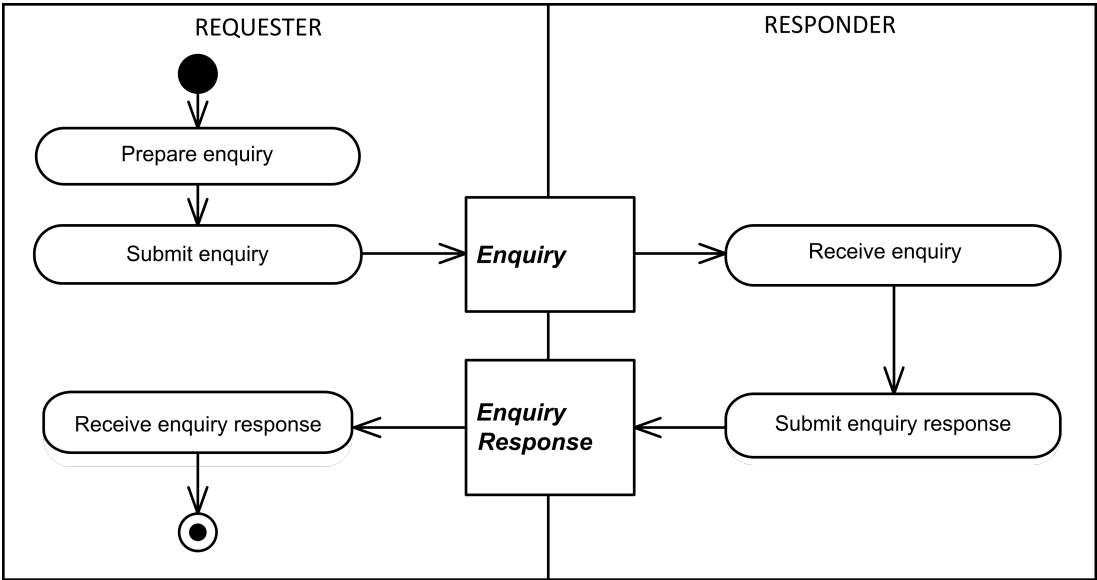 REQUESTER
RESPONDER
Prepare enquiry
Submit enquiry
Enquiry
Receive enquiry
Receive enquiry response
Enquiry
Response
Submit enquiry response